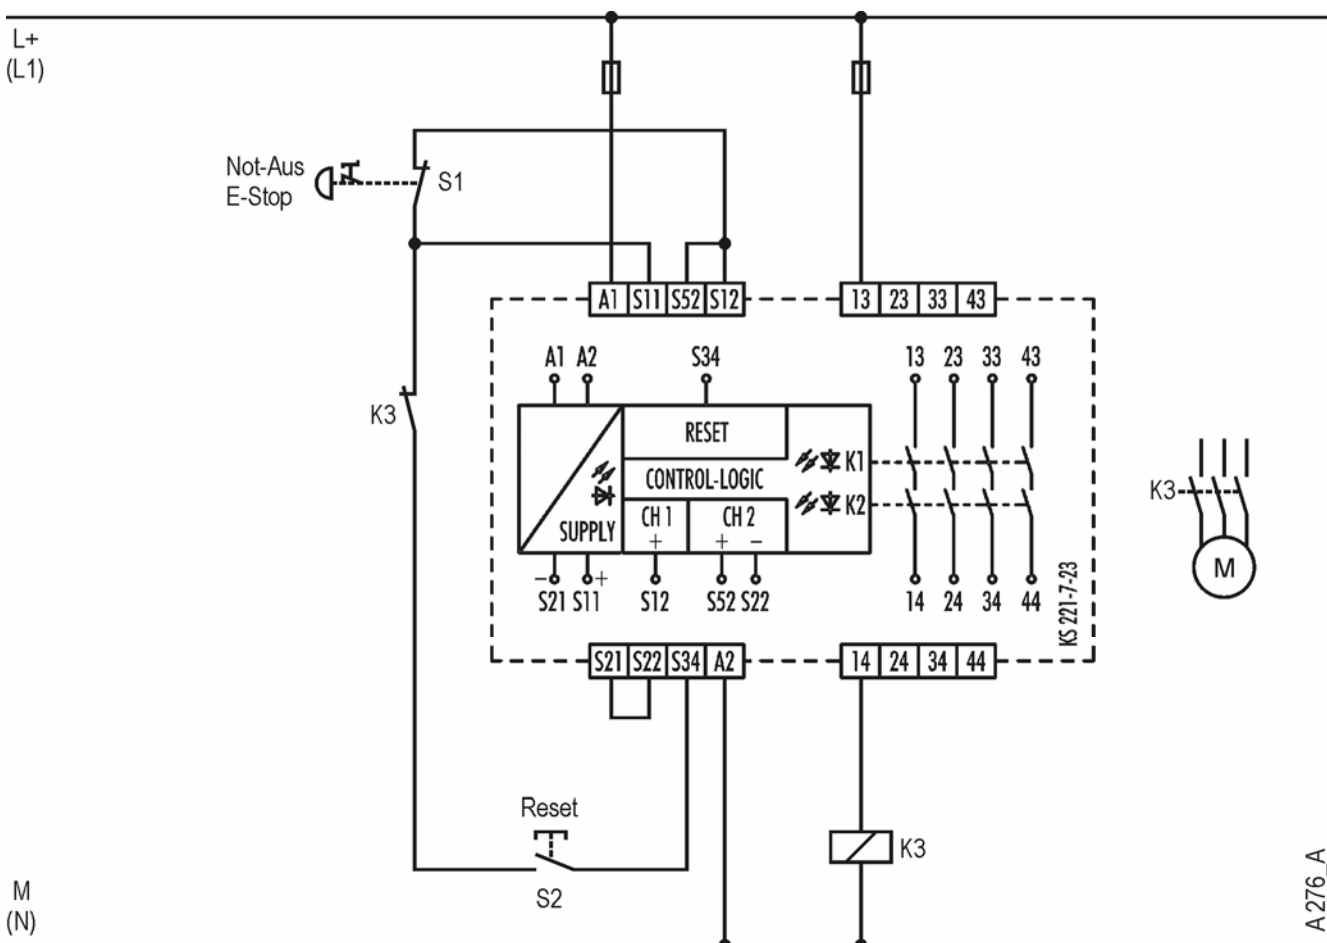 L+
(L1)
Not-Aus
E-Stop
S1
A1 S11 S52 S12
13 23 33 43
A1 A2
S34
13 23 33 43
K3
RESET
CONTROL-LOGIC
K1
K2
SUPPLY
CH 1
+
CH 2
+ −
K3
M
− +
S21 S11
S12
S52 S22
14 24 34 44
KS 221-7-23
S21 S22 S34 A2
14 24 34 44
Reset
S2
K3
M
(N)
A276_A